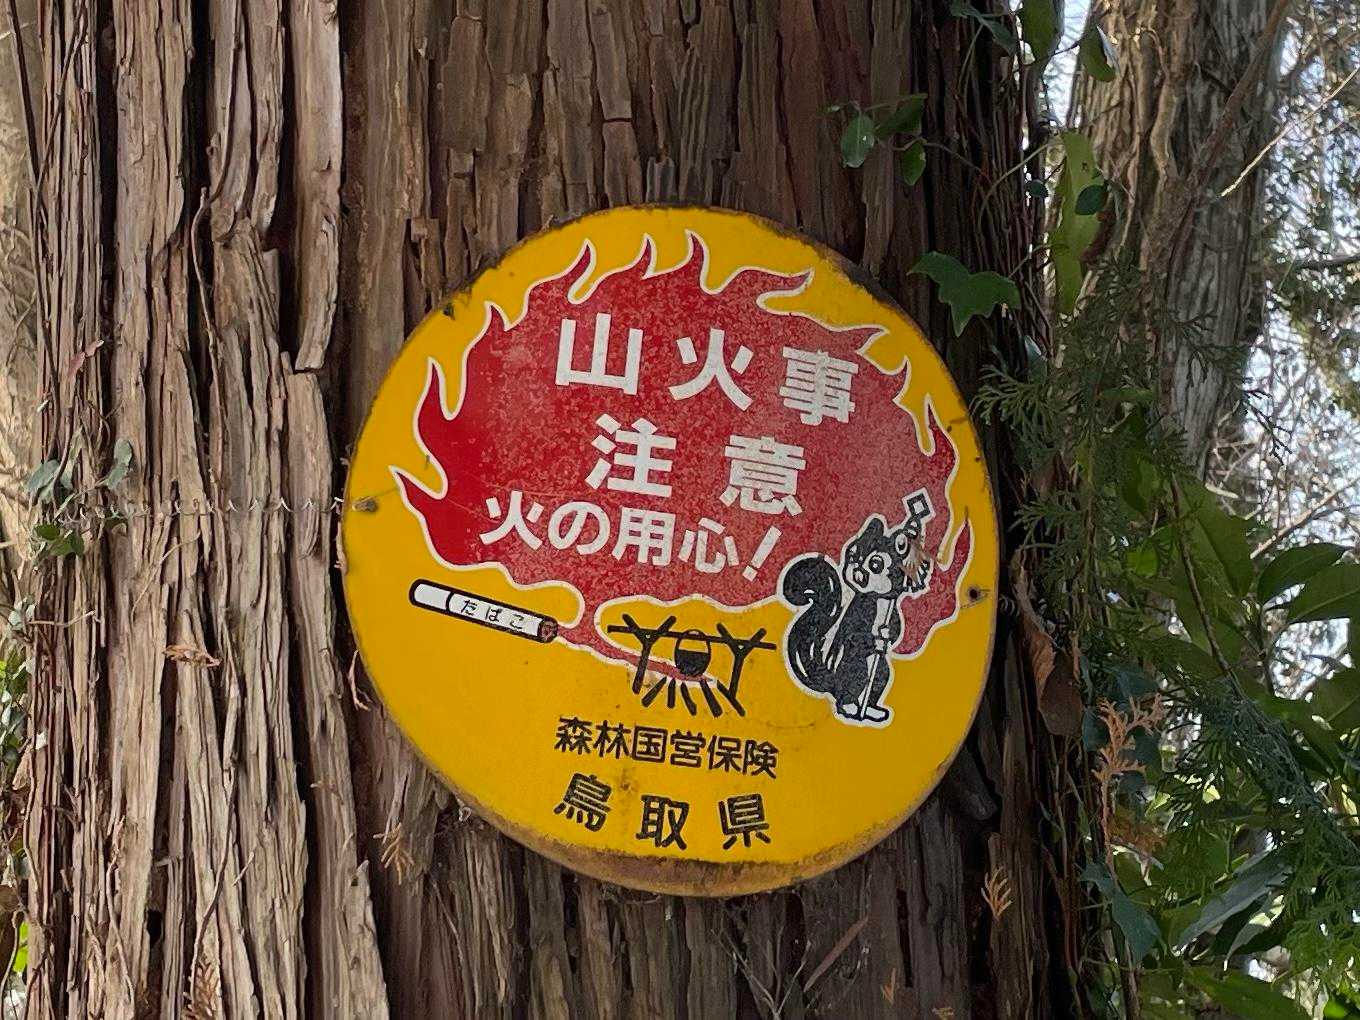 山火事
注意
火の用心!
たばこ
森林国営保険
鳥取県